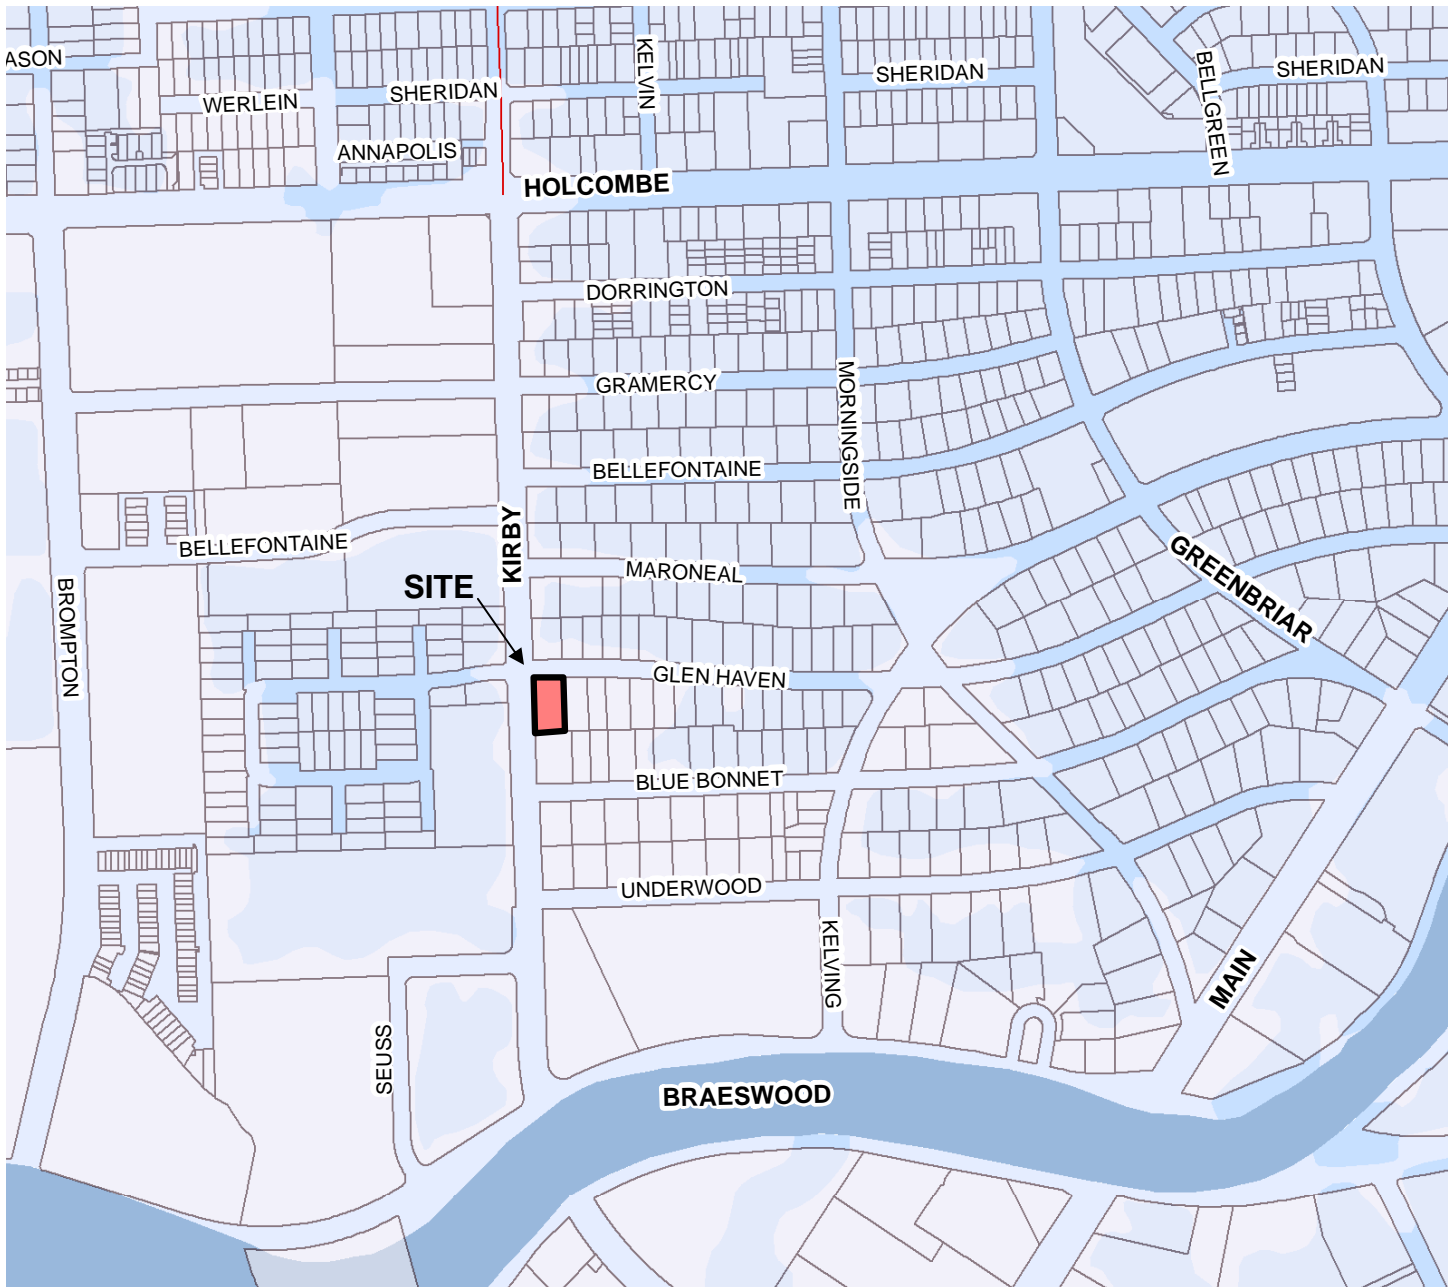 ASON
WERLEIN
SHERIDAN
KELVIN
SHERIDAN
BELLGREEN
SHERIDAN
ANNAPOLIS
HOLCOMBE
DORRINGTON
GRAMERCY
MORNINGSIDE
BELLEFONTAINE
KIRBY
BELLEFONTAINE
MARONEAL
GREENBRIAR
SITE
BROMPTON
GLEN HAVEN
BLUE BONNET
UNDERWOOD
KELVING
MAIN
SEUSS
BRAESWOOD